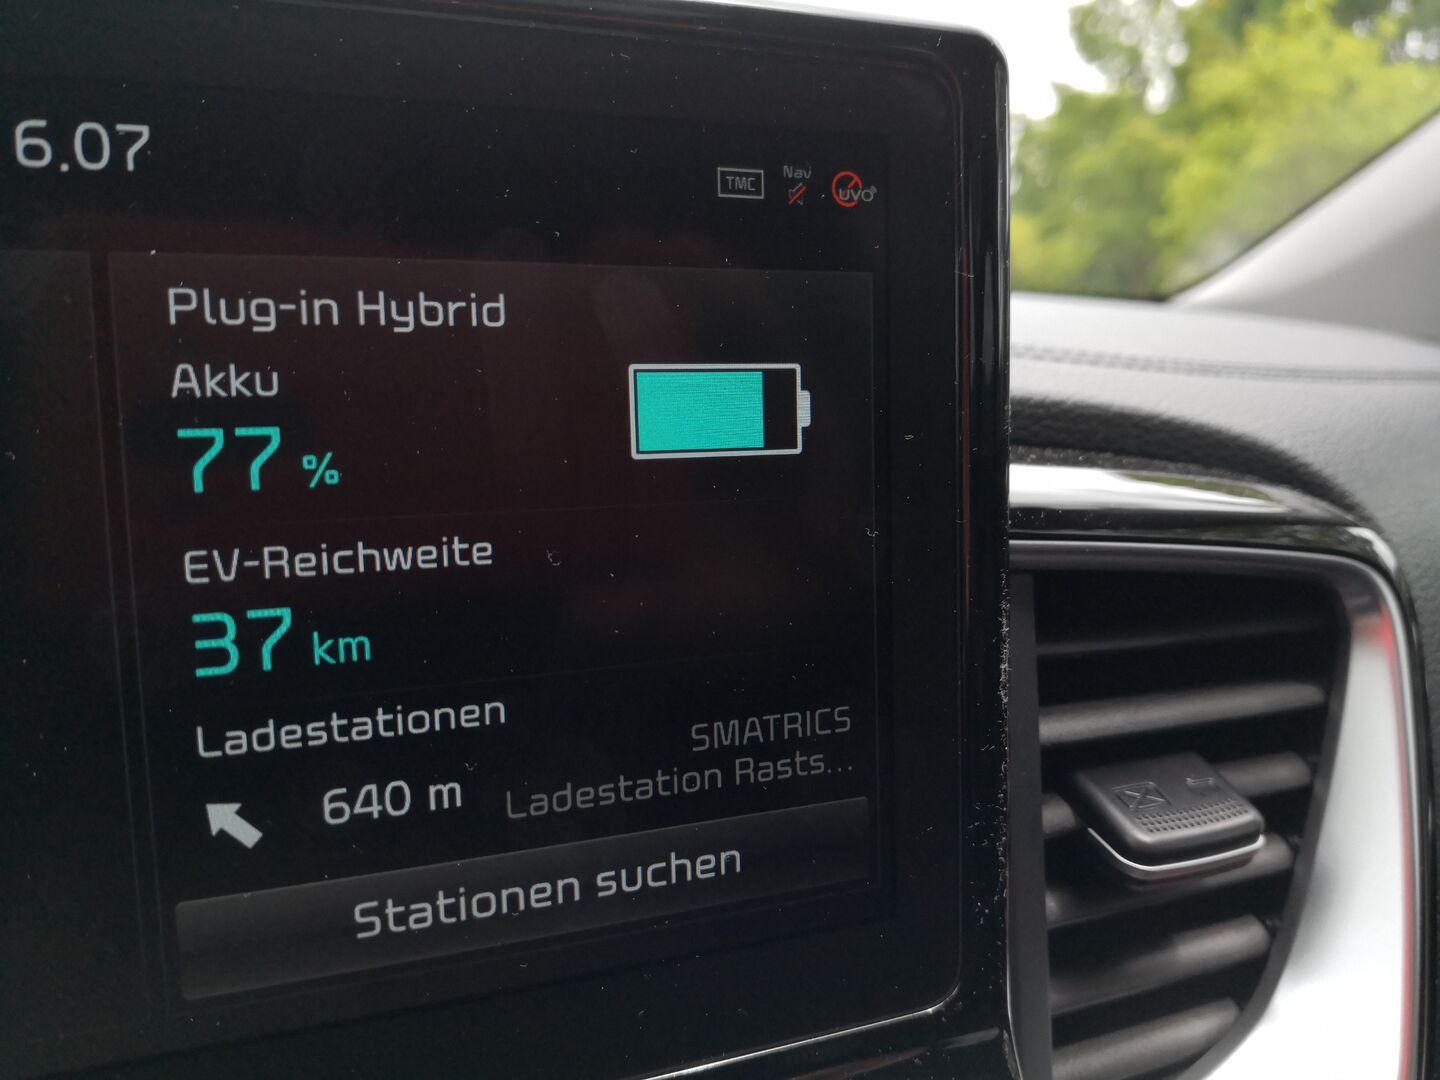 6.07
TMC
Nav
uvo
Plug-in Hybrid
Akku
77 %
EV-Reichweite
37 km
Ladestationen
SMATRICS
640 m Ladestation Rasts...
Stationen suchen